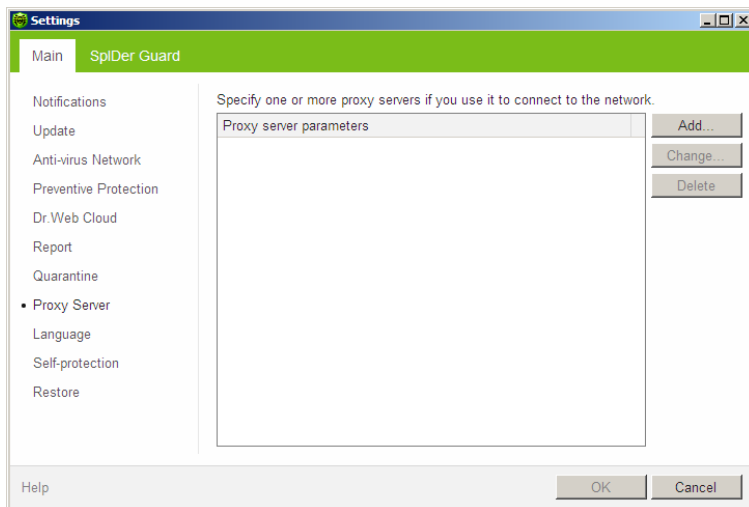 Settings
Main
SpIDer Guard
Notifications
Update
Anti-virus Network
Preventive Protection
Dr.Web Cloud
Report
Quarantine
Proxy Server
Language
Self-protection
Restore
Specify one or more proxy servers if you use it to connect to the network.
Proxy server parameters
Add...
Change...
Delete
Help
OK
Cancel